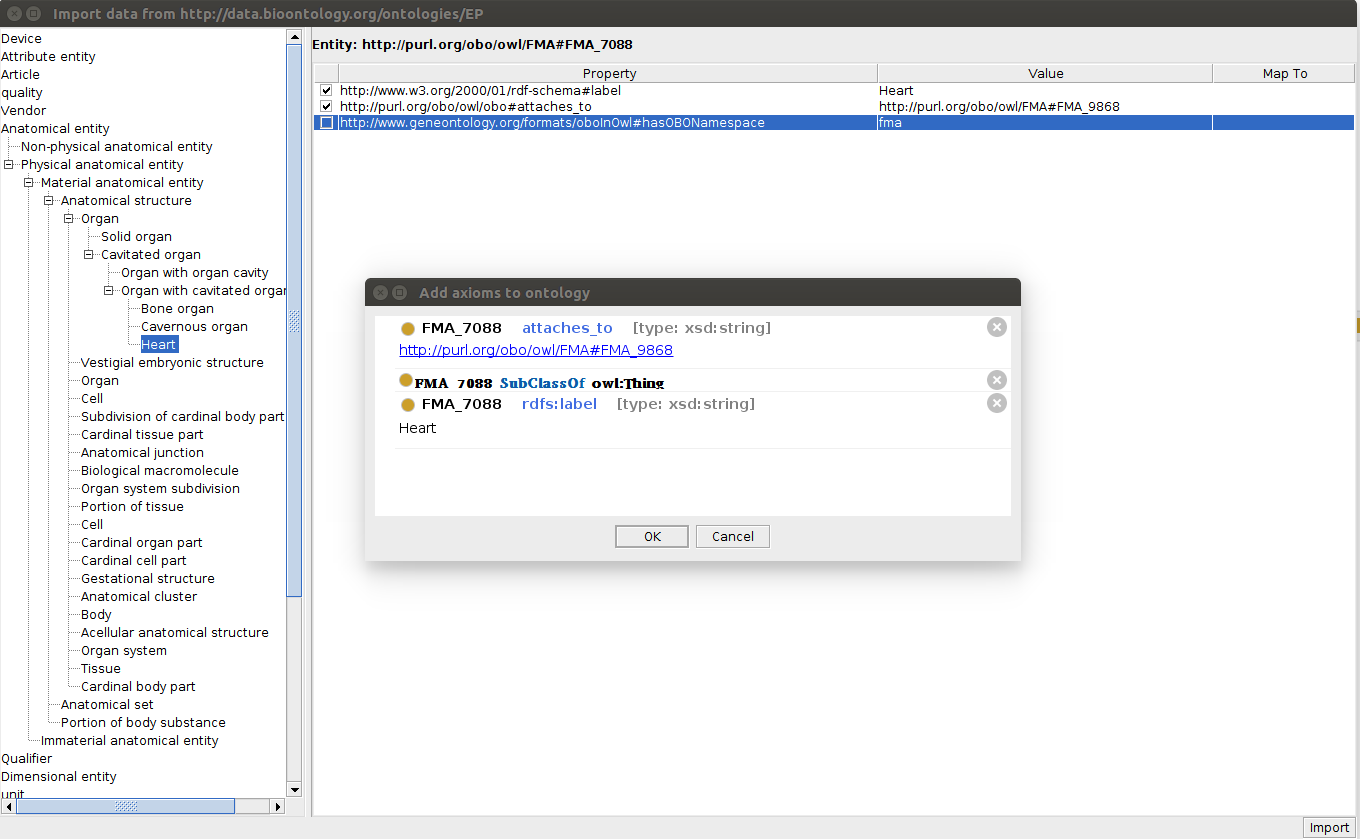 Import data from http://data.bioontology.org/ontologies/EP
Device
Attribute entity
Article
quality
Vendor
Anatomical entity
Non-physical anatomical entity
Physical anatomical entity
Material anatomical entity
Anatomical structure
Organ
Solid organ
Cavitated organ
Organ with organ cavity
Organ with cavitated organ
Bone organ
Cavernous organ
Heart
Vestigial embryonic structure
Organ
Cell
Subdivision of cardinal body part
Cardinal tissue part
Anatomical junction
Biological macromolecule
Organ system subdivision
Portion of tissue
Cell
Cardinal organ part
Cardinal cell part
Gestational structure
Anatomical cluster
Body
Acellular anatomical structure
Organ system
Tissue
Cardinal body part
Anatomical set
Portion of body substance
Immaterial anatomical entity
Qualifier
Dimensional entity
unit
Entity: http://purl.org/obo/owl/FMA#FMA_7088
Property Value Map To
http://www.w3.org/2000/01/rdf-schema#label Heart
http://purl.org/obo/owl/obo#attaches_to http://purl.org/obo/owl/FMA#FMA_9868
http://www.geneontology.org/formats/oboInOwl#hasOBONamespace fma
Add axioms to ontology
FMA_7088 attaches_to [type: xsd:string]
http://purl.org/obo/owl/FMA#FMA_9868
FMA_7088 SubClassOf owl:Thing
FMA_7088 rdfs:label [type: xsd:string]
Heart
OK Cancel
Import